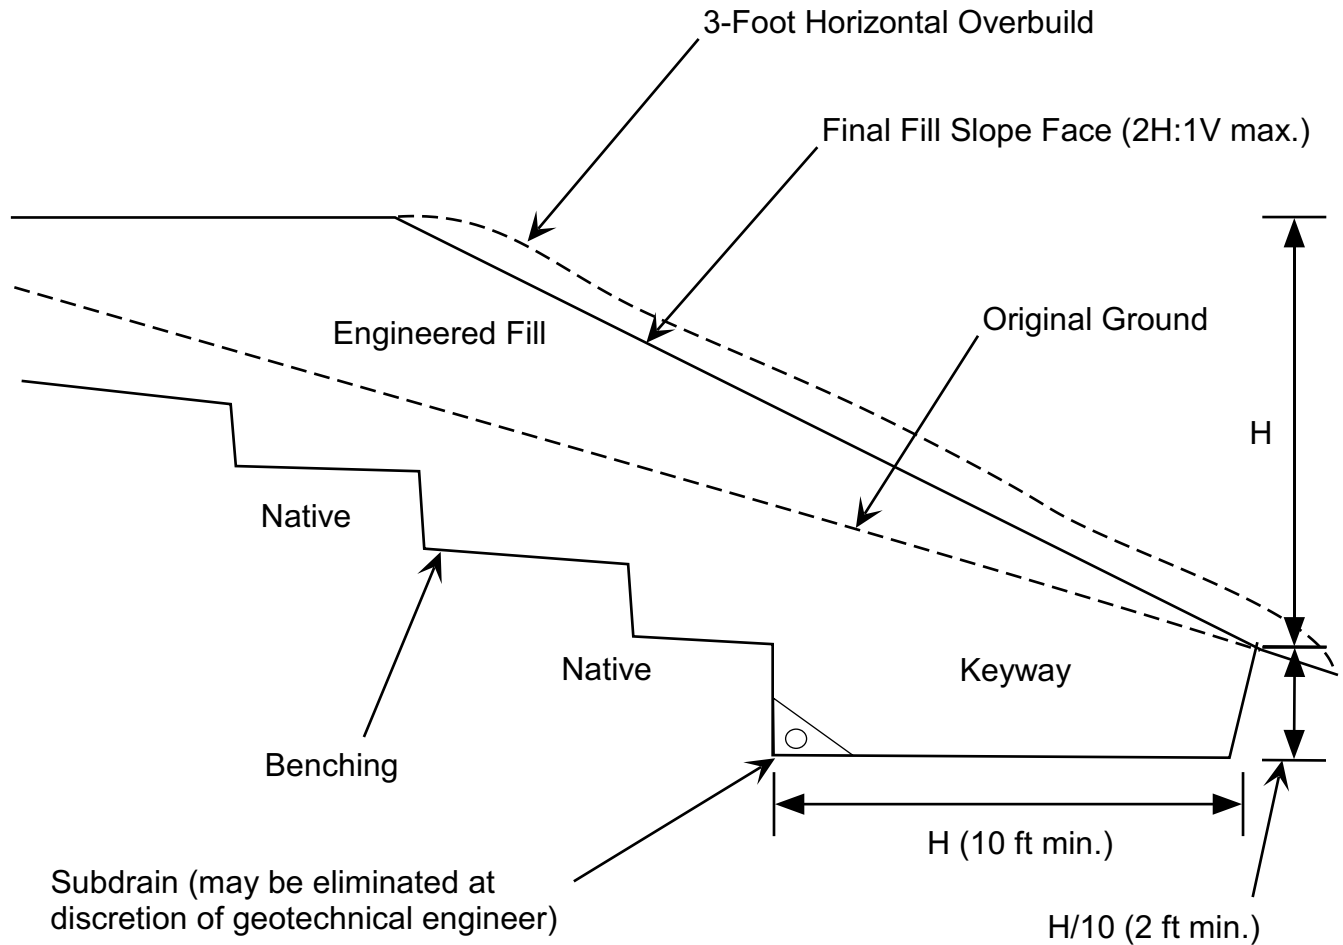 3-Foot Horizontal Overbuild
Final Fill Slope Face (2H:1V max.)
Original Ground
Engineered Fill
H
Native
Native
Keyway
Benching
H (10 ft min.)
Subdrain (may be eliminated at
discretion of geotechnical engineer)
H/10 (2 ft min.)